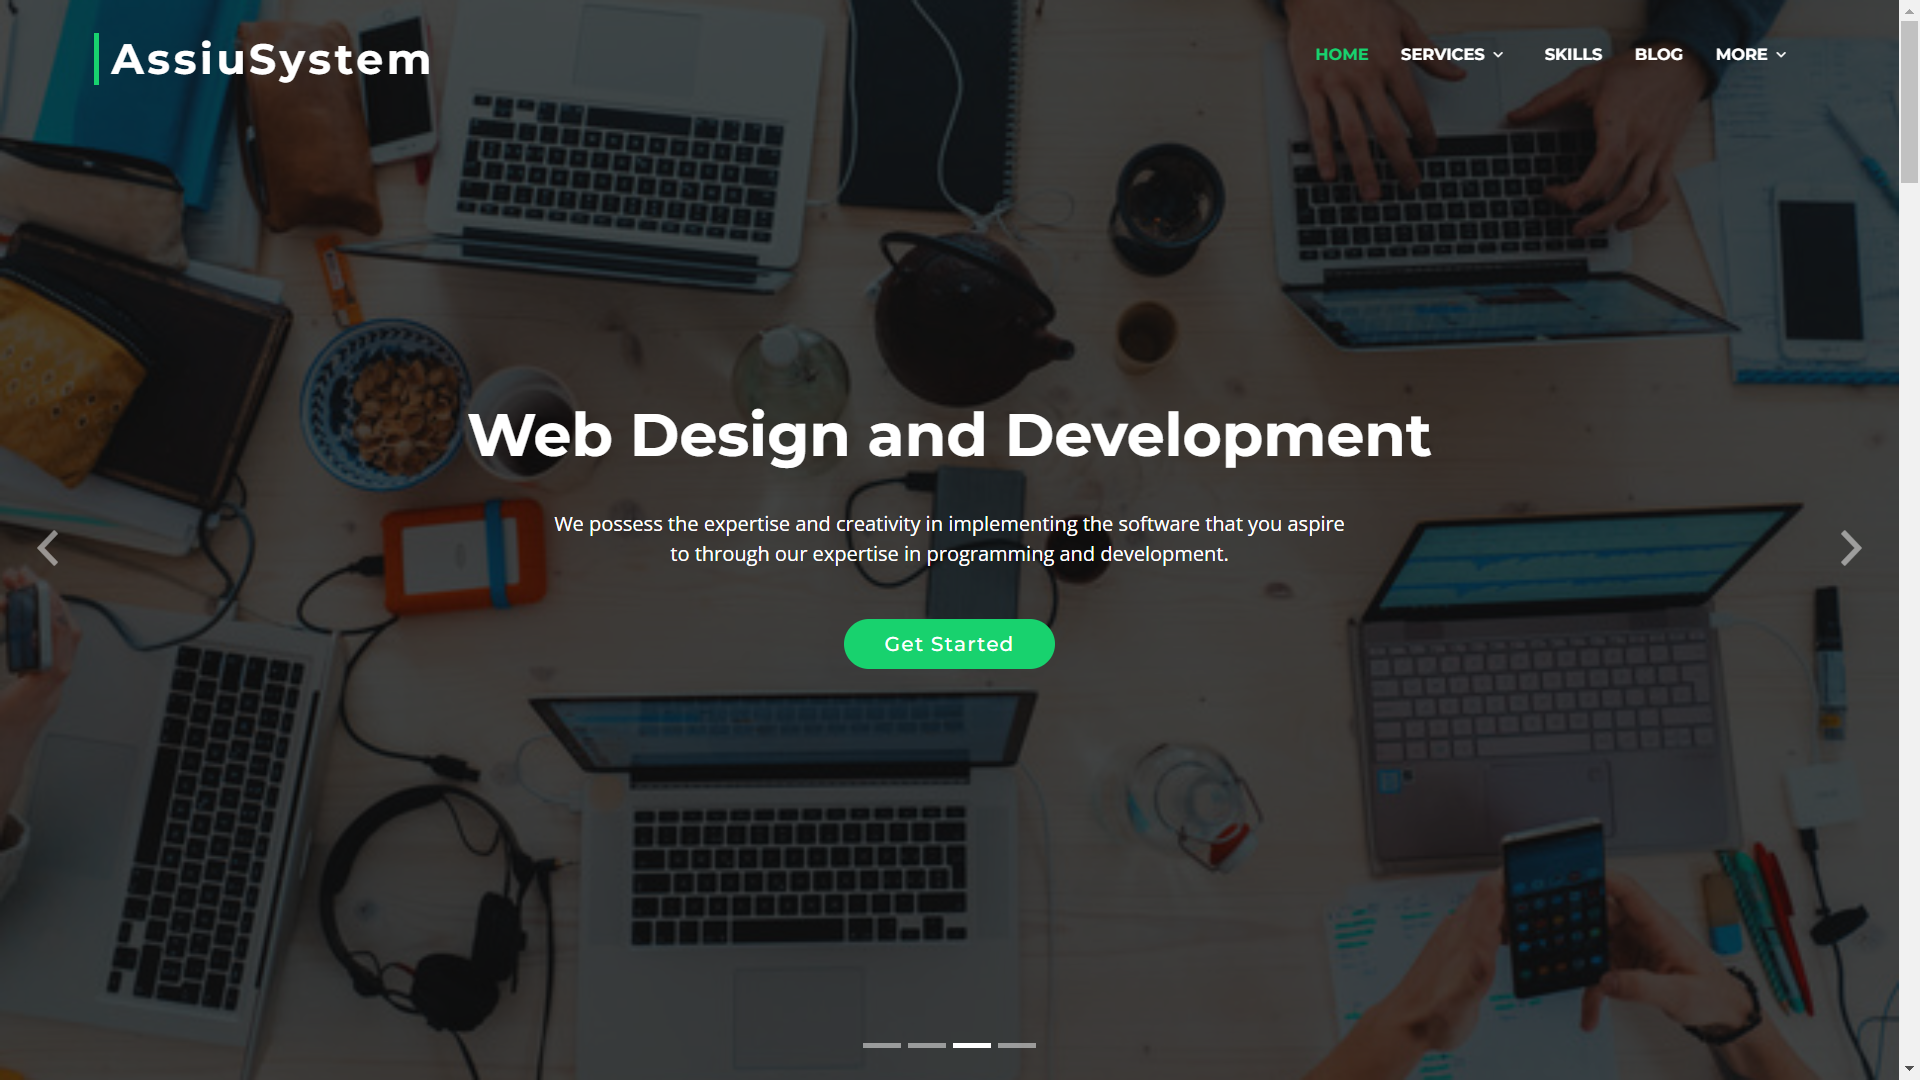 AssiuSystem
HOME
SERVICES
SKILLS
BLOG
MORE
Web Design and Development
We possess the expertise and creativity in implementing the software that you aspire
to through our expertise in programming and development.
Get Started